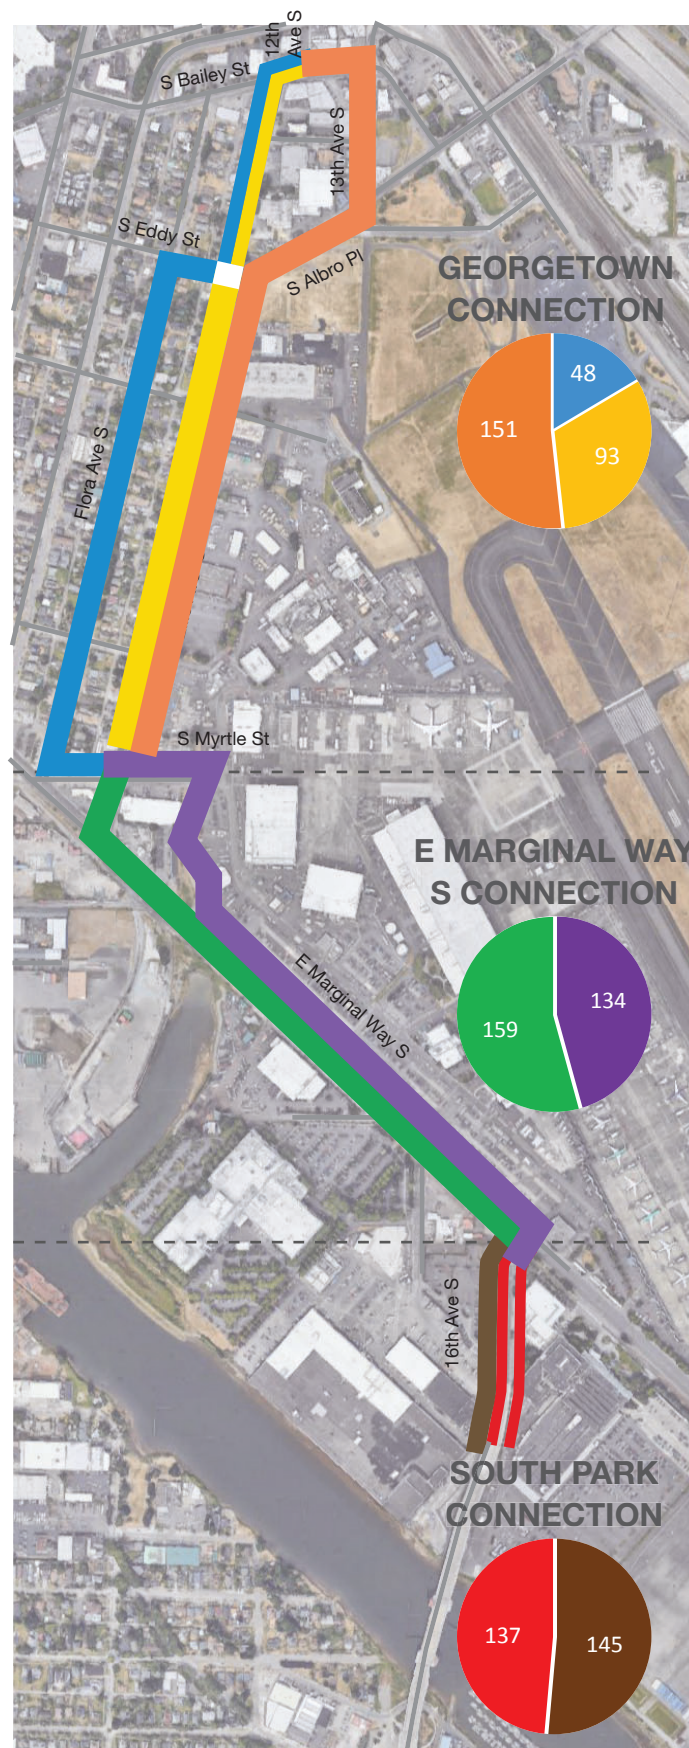 12th
Ave S
S Bailey St
13th Ave S
S Eddy St
S Albro Pl
GEORGETOWN
CONNECTION
48
151
93
Flora Ave S
S Myrtle St
E MARGINAL WAY
S CONNECTION
134
159
E Marginal Way S
16th Ave S
SOUTH PARK
CONNECTION
137
145